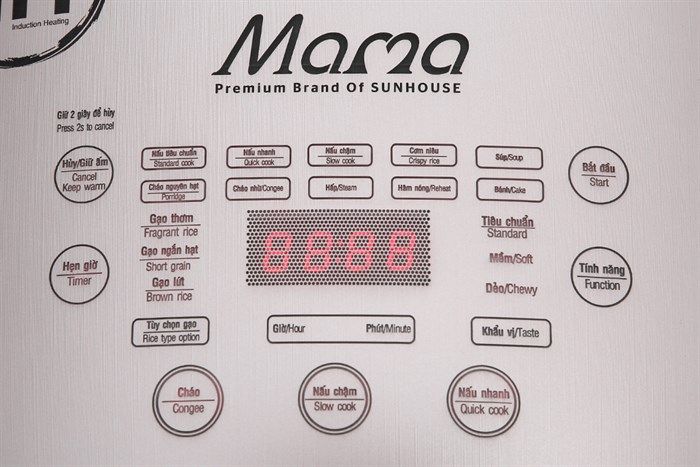 Induction Heating
Mama
Premium Brand Of SUNHOUSE
Giữ 2 giây để hủy
Press 2s to cancel
Hủy/Giữ ấm
Cancel
Keep warm
Nấu tiêu chuẩn
Standard cook
Nấu nhanh
Quick cook
Nấu chậm
Slow cook
Cơm niêu
Crispy rice
Súp/Soup
Bắt đầu
Start
Cháo nguyên hạt
Porridge
Cháo nhừ/Congee
Hấp/Steam
Hâm nóng/Reheat
Bánh/Cake
Gạo thơm
Fragrant rice
Gạo ngắn hạt
Short grain
Gạo lứt
Brown rice
88:88
Tiêu chuẩn
Standard
Mềm/Soft
Dẻo/Chewy
Hẹn giờ
Timer
Tính năng
Function
Tùy chọn gạo
Rice type option
Giờ/Hour Phút/Minute
Khẩu vị/Taste
Cháo
Congee
Nấu chậm
Slow cook
Nấu nhanh
Quick cook